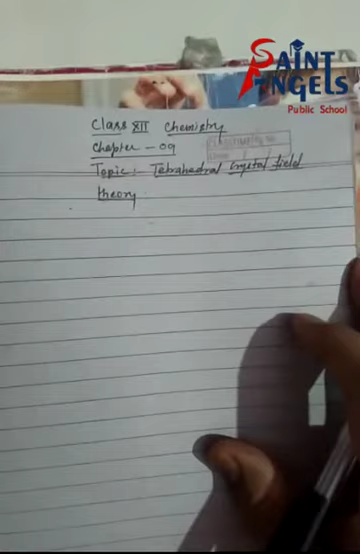 SAINT
ANGELS
Public School
Class XII Chemistry
Chapter - 09
Topic :- Tetrahedral Crystal field
theory